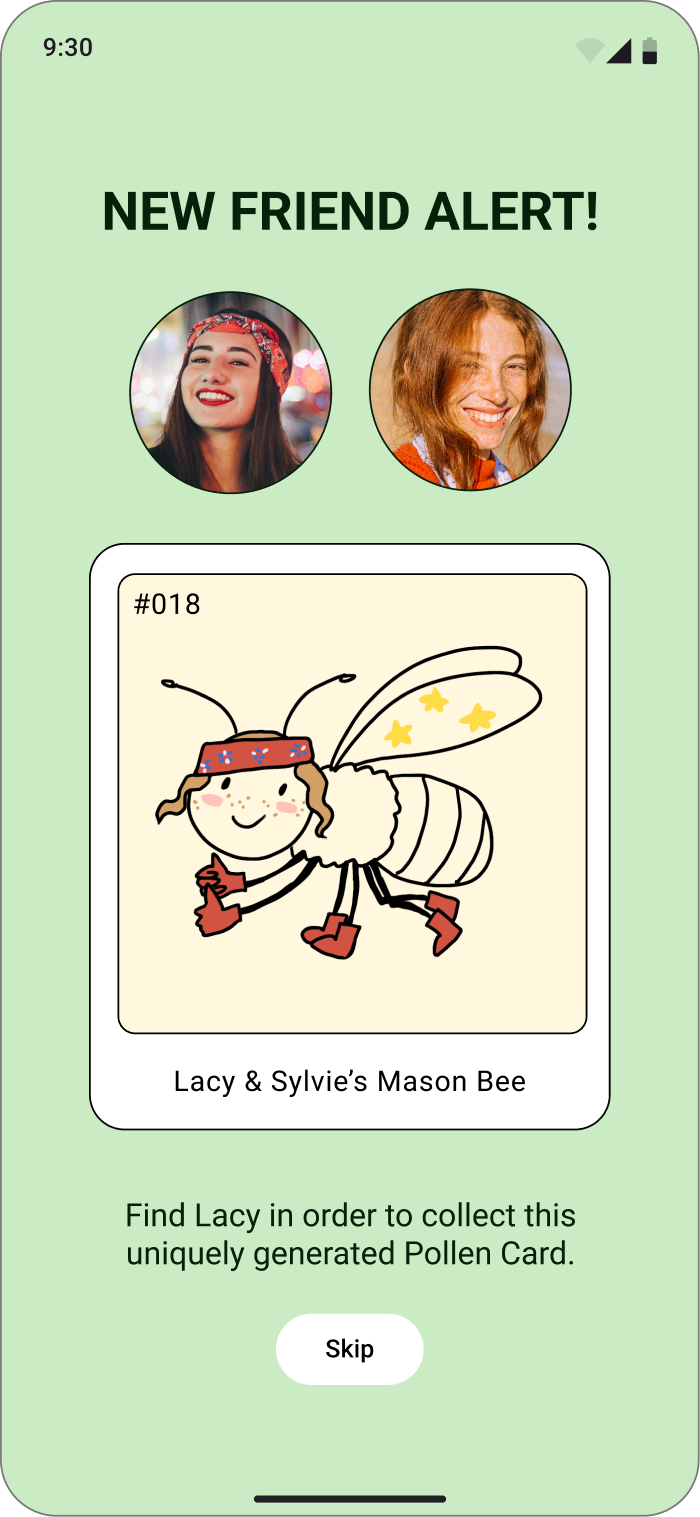 9:30
NEW FRIEND ALERT!
#018
Lacy & Sylvie’s Mason Bee
Find Lacy in order to collect this
uniquely generated Pollen Card.
Skip